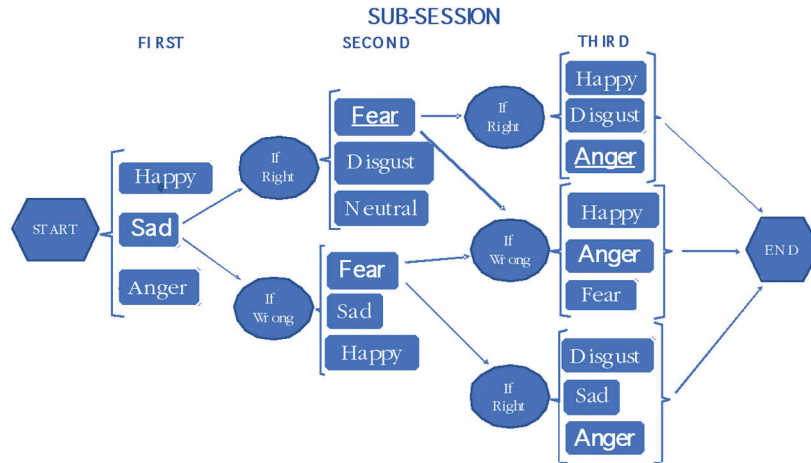 SUB-SESSION
FIRST
SECOND
THIRD
START
Happy
Sad
Anger
If
Right
If
Wrong
Fear
Disgust
Neutral
Fear
Sad
Happy
If
Right
If
Wrong
If
Right
Happy
Disgust
Anger
Happy
Anger
Fear
Disgust
Sad
Anger
END